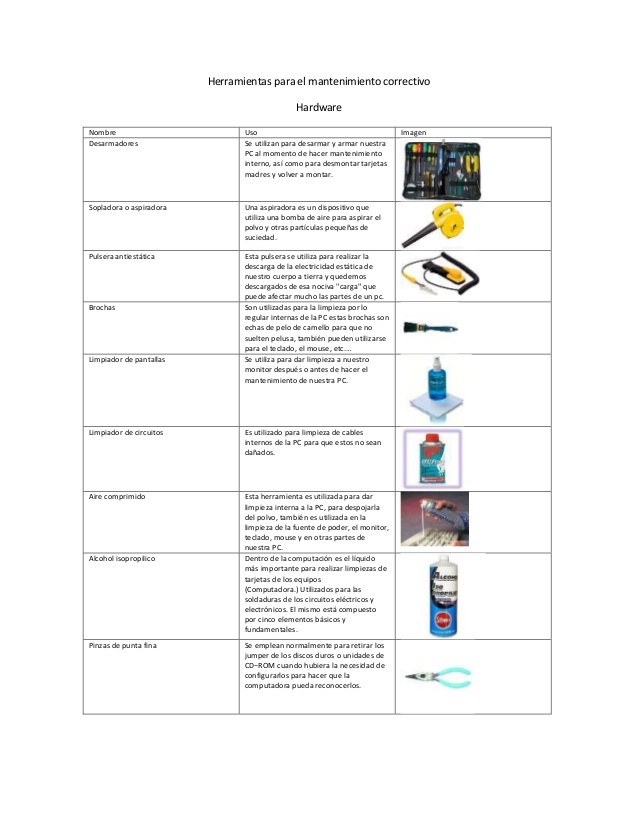 Herramientas para el mantenimiento correctivo
Hardware
Nombre
Uso
Imagen
Desarmadores
Se utilizan para desarmar y armar nuestra
PC al momento de hacer mantenimiento
interno, así como para desmontar tarjetas
madres y volver a montar.
Sopladora o aspiradora
Una aspiradora es un dispositivo que
utiliza una bomba de aire para aspirar el
polvo y otras partículas pequeñas de
suciedad.
Pulsera antiestática
Esta pulsera se utiliza para realizar la
descarga de la electricidad estática de
nuestro cuerpo a tierra y quedemos
descargados de esa nociva "carga" que
puede afectar mucho las partes de un pc.
Brochas
Son utilizadas para la limpieza por lo
regular internas de la PC estas brochas son
echas de pelo de camello para que no
suelten pelusa, también pueden utilizarse
para el teclado, el mouse, etc....
Limpiador de pantallas
Se utiliza para dar limpieza a nuestro
monitor después o antes de hacer el
mantenimiento de nuestra PC.
Limpiador de circuitos
Es utilizado para limpieza de cables
internos de la PC para que estos no sean
dañados.
Aire comprimido
Esta herramienta es utilizada para dar
limpieza interna a la PC, para despojarla
del polvo, también es utilizada en la
limpieza de la fuente de poder, el monitor,
teclado, mouse y en otras partes de
nuestra PC.
Alcohol isopropílico
Dentro de la computación es el líquido
más importante para realizar limpiezas de
tarjetas de los equipos
(Computadora.) Utilizados para las
soldaduras de los circuitos eléctricos y
electrónicos. El mismo está compuesto
por cinco elementos básicos y
fundamentales.
ALCOHOL
Pinzas de punta fina
Se emplean normalmente para retirar los
jumper de los discos duros o unidades de
CD–ROM cuando hubiera la necesidad de
configurarlos para hacer que la
computadora pueda reconocerlos.